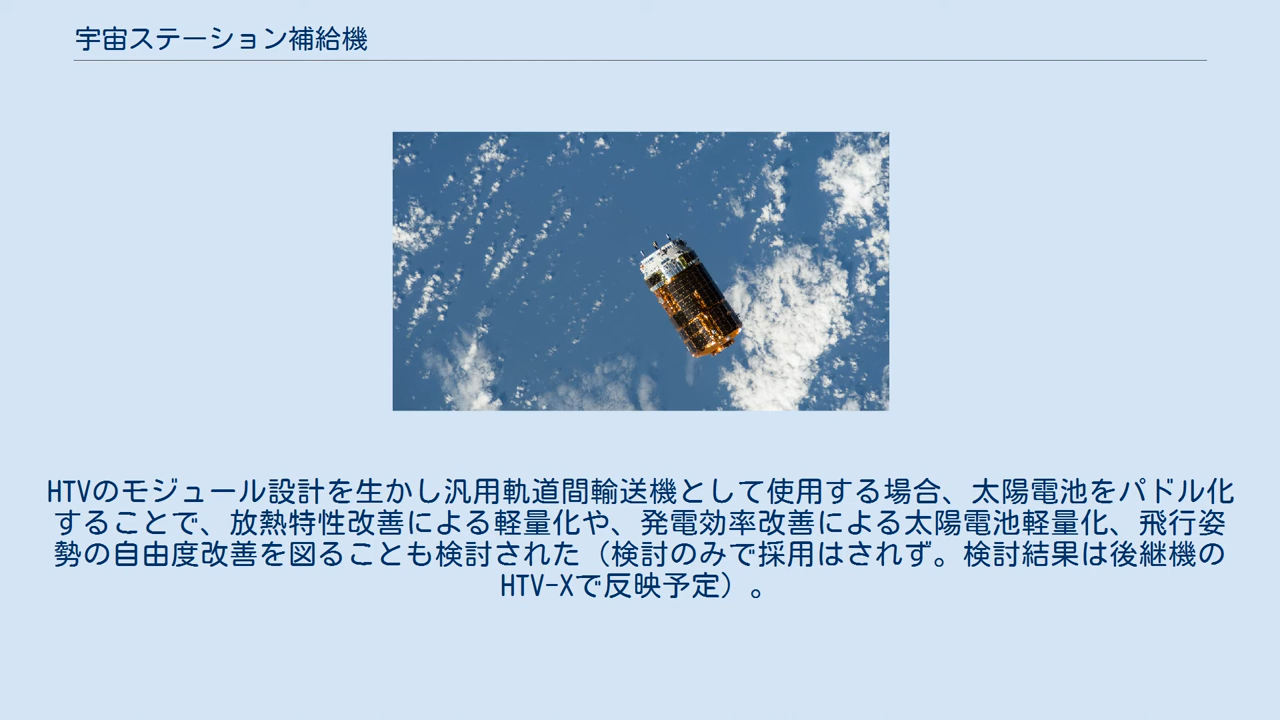 宇宙ステーション補給機
HTVのモジュール設計を生かし汎用軌道間輸送機として使用する場合、太陽電池をパドル化
することで、放熱特性改善による軽量化や、発電効率改善による太陽電池軽量化、飛行姿
勢の自由度改善を図ることも検討された（検討のみで採用はされず。検討結果は後継機の
HTV-Xで反映予定）。